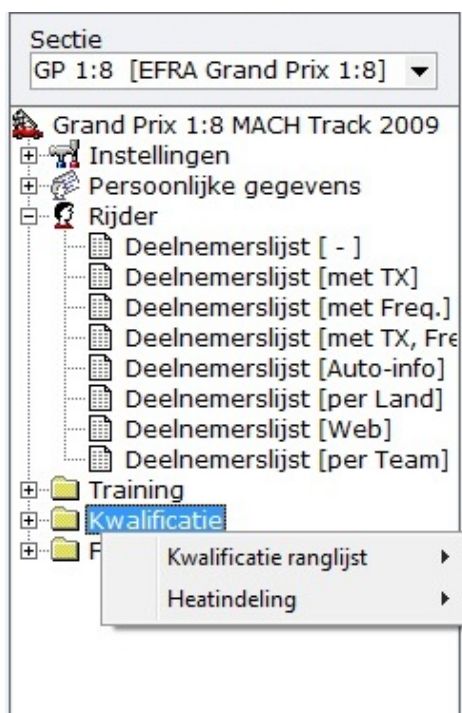 Sectie
GP 1:8 [EFRA Grand Prix 1:8]
Grand Prix 1:8 MACH Track 2009
Instellingen
Persoonlijke gegevens
Rijder
Deelnemerslijst [ - ]
Deelnemerslijst [met TX]
Deelnemerslijst [met Freq.]
Deelnemerslijst [met TX, Fre
Deelnemerslijst [Auto-info]
Deelnemerslijst [per Land]
Deelnemerslijst [Web]
Deelnemerslijst [per Team]
Training
Kwalificatie
F
Kwalificatie ranglijst
Heatindeling